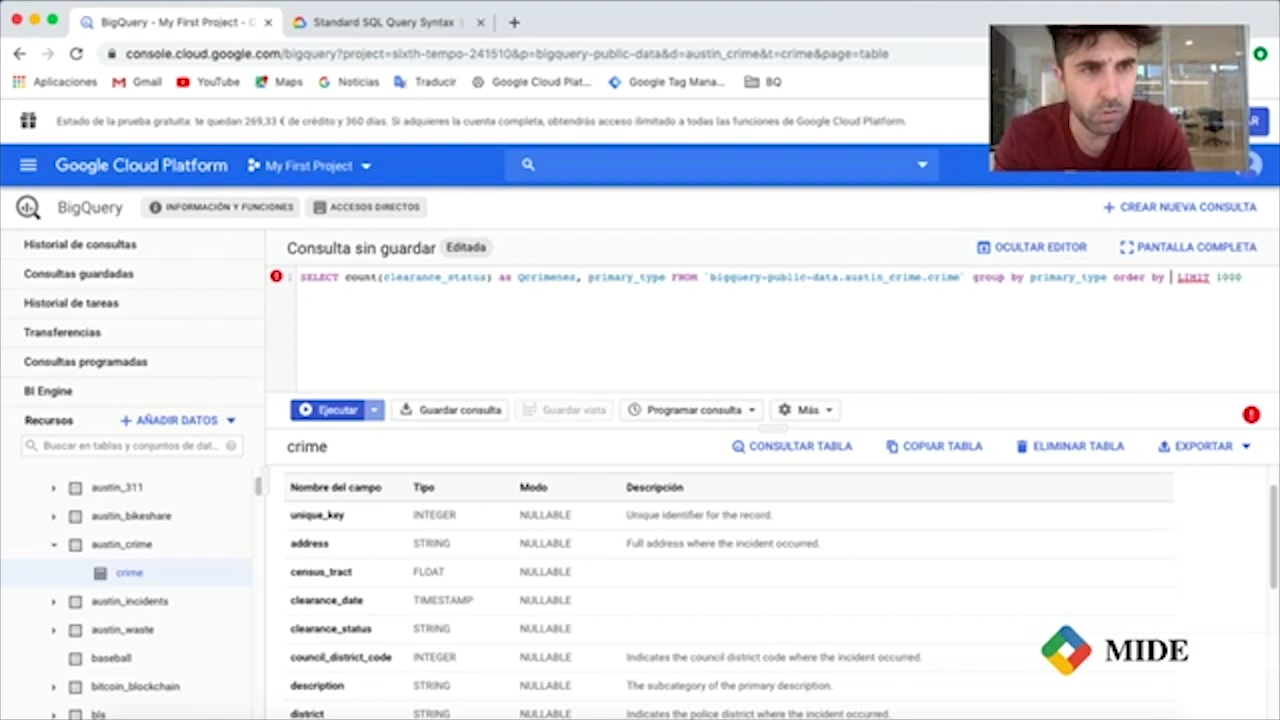 BigQuery - My First Project - G
Standard SQL Query Syntax
console.cloud.google.com/bigquery?project=sixth-tempo-241510&p=bigquery-public-data&d=austin_crime&t=crime&page=table
Aplicaciones Gmail YouTube Maps Noticias Traducir Google Cloud Plat... Google Tag Mana... BQ
Estado de la prueba gratuita: te quedan 269,33 € de crédito y 360 días. Si adquieres la cuenta completa, obtendrás acceso ilimitado a todas las funciones de Google Cloud Platform.
AR
Google Cloud Platform My First Project
BigQuery INFORMACIÓN Y FUNCIONES ACCESOS DIRECTOS + CREAR NUEVA CONSULTA
Historial de consultas
Consultas guardadas
Historial de tareas
Transferencias
Consultas programadas
BI Engine
Recursos + AÑADIR DATOS
Buscar en tablas y conjuntos de dat...
austin_311
austin_bikeshare
austin_crime
crime
austin_incidents
austin_waste
baseball
bitcoin_blockchain
bls
Consulta sin guardar Editada OCULTAR EDITOR PANTALLA COMPLETA
1 SELECT count(clearance_status) as Qcrimenes, primary_type FROM `bigquery-public-data.austin_crime.crime` group by primary_type order by LIMIT 1000
Ejecutar Guardar consulta Guardar vista Programar consulta Más
crime CONSULTAR TABLA COPIAR TABLA ELIMINAR TABLA EXPORTAR
Nombre del campo Tipo Modo Descripción
unique_key INTEGER NULLABLE Unique identifier for the record.
address STRING NULLABLE Full address where the incident occurred.
census_tract FLOAT NULLABLE
clearance_date TIMESTAMP NULLABLE
clearance_status STRING NULLABLE
council_district_code INTEGER NULLABLE Indicates the council district code where the incident occurred.
description STRING NULLABLE The subcategory of the primary description.
district STRING NULLABLE Indicates the police district where the incident occurred.
MIDE